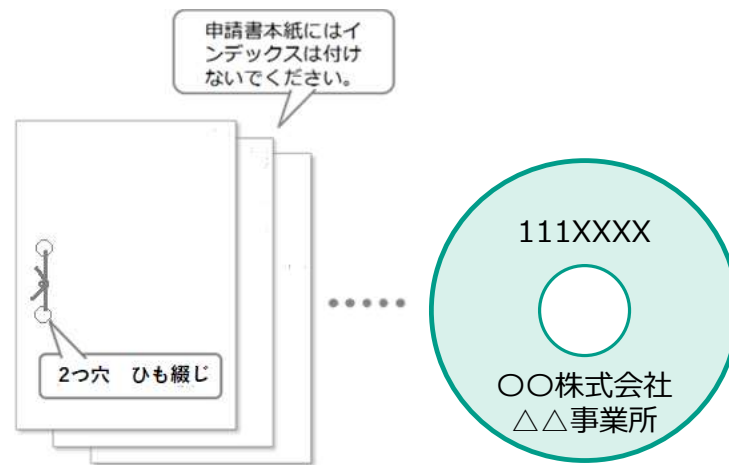 申請書本紙にはイ
ンデックスは付け
ないでください。
2つ穴　ひも綴じ
111XXXX
〇〇株式会社
△△事業所